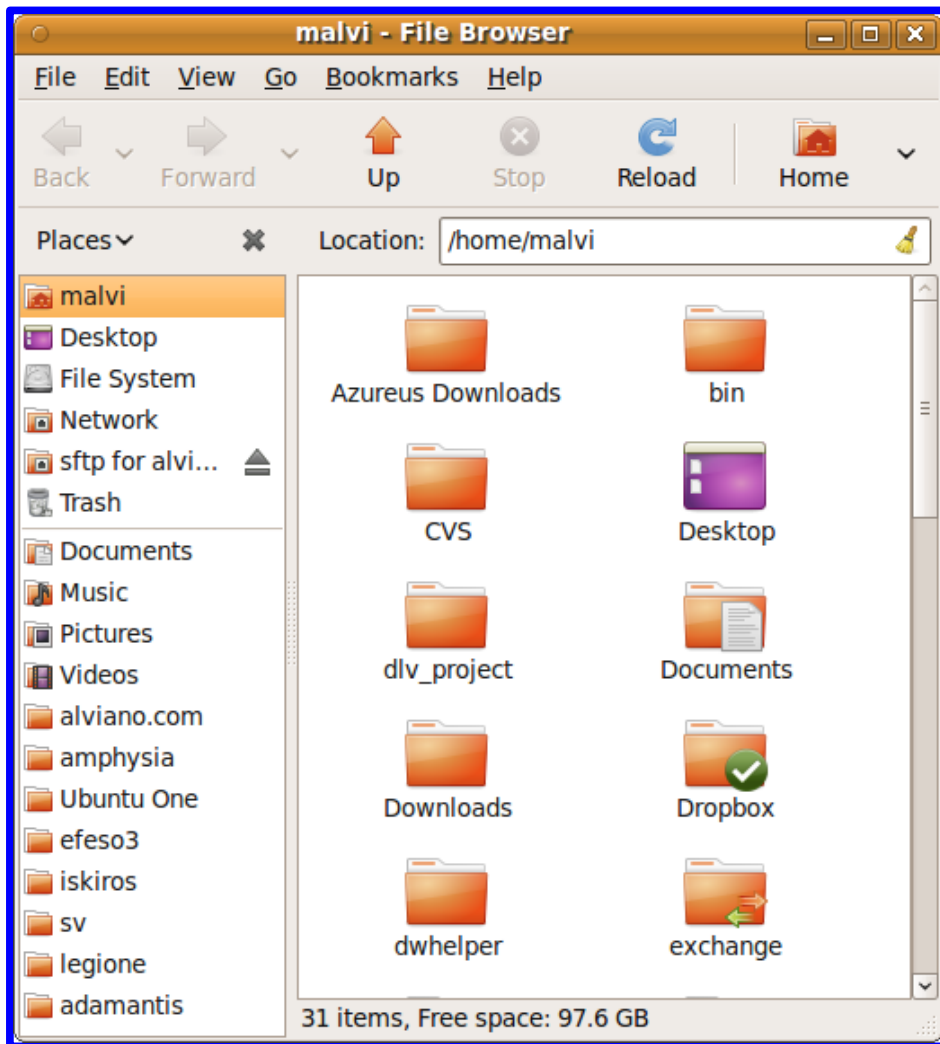 malvi - File Browser
File Edit View Go Bookmarks Help
Back Forward Up Stop Reload Home
Places Location: /home/malvi
malvi
Desktop
File System
Network
sftp for alvi...
Trash
Documents
Music
Pictures
Videos
alviano.com
amphysia
Ubuntu One
efeso3
iskiros
sv
legione
adamantis
Azureus Downloads bin
CVS Desktop
dlv_project Documents
Downloads Dropbox
dwhelper exchange
31 items, Free space: 97.6 GB